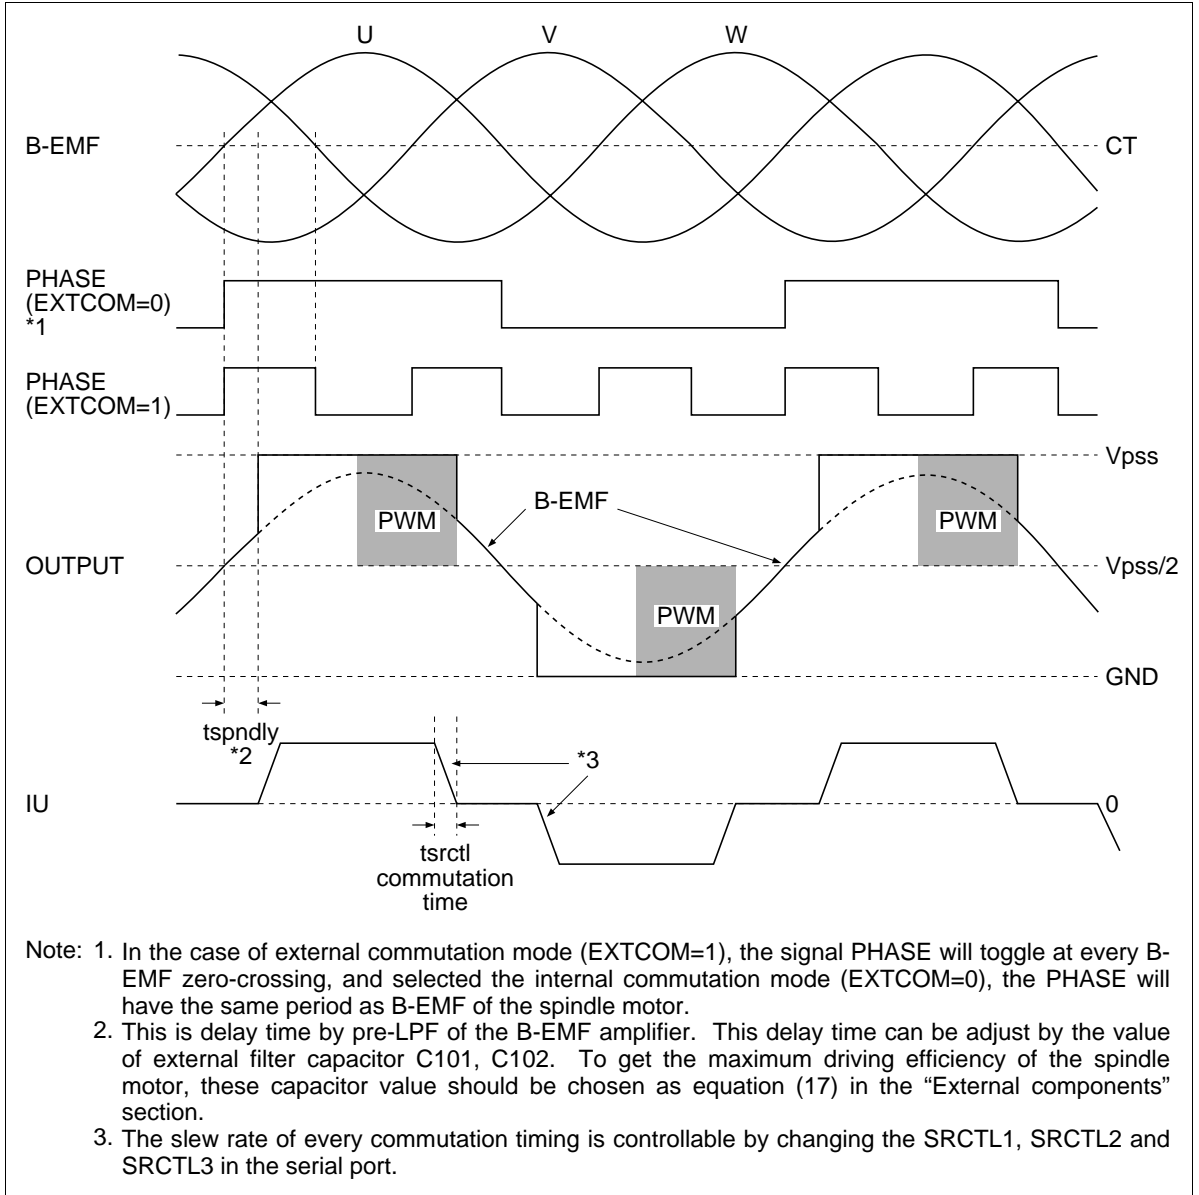 U V W
B-EMF
CT
PHASE
(EXTCOM=0)
*1
PHASE
(EXTCOM=1)
Vpss
B-EMF
PWM PWM
OUTPUT
Vpss/2
PWM
GND
tspndly
*2
*3
IU
0
tsrctl
commutation
time
Note: 1. In the case of external commutation mode (EXTCOM=1), the signal PHASE will toggle at every B-
EMF zero-crossing, and selected the internal commutation mode (EXTCOM=0), the PHASE will
have the same period as B-EMF of the spindle motor.
2. This is delay time by pre-LPF of the B-EMF amplifier. This delay time can be adjust by the value
of external filter capacitor C101, C102. To get the maximum driving efficiency of the spindle
motor, these capacitor value should be chosen as equation (17) in the “External components”
section.
3. The slew rate of every commutation timing is controllable by changing the SRCTL1, SRCTL2 and
SRCTL3 in the serial port.